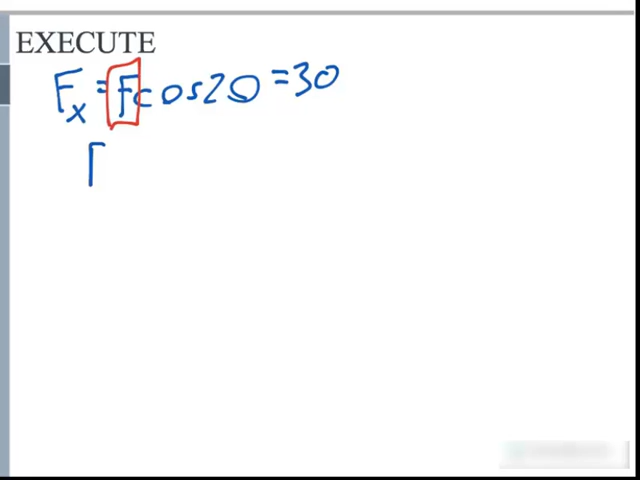 EXECUTE
Fx = Fcos20 = 30